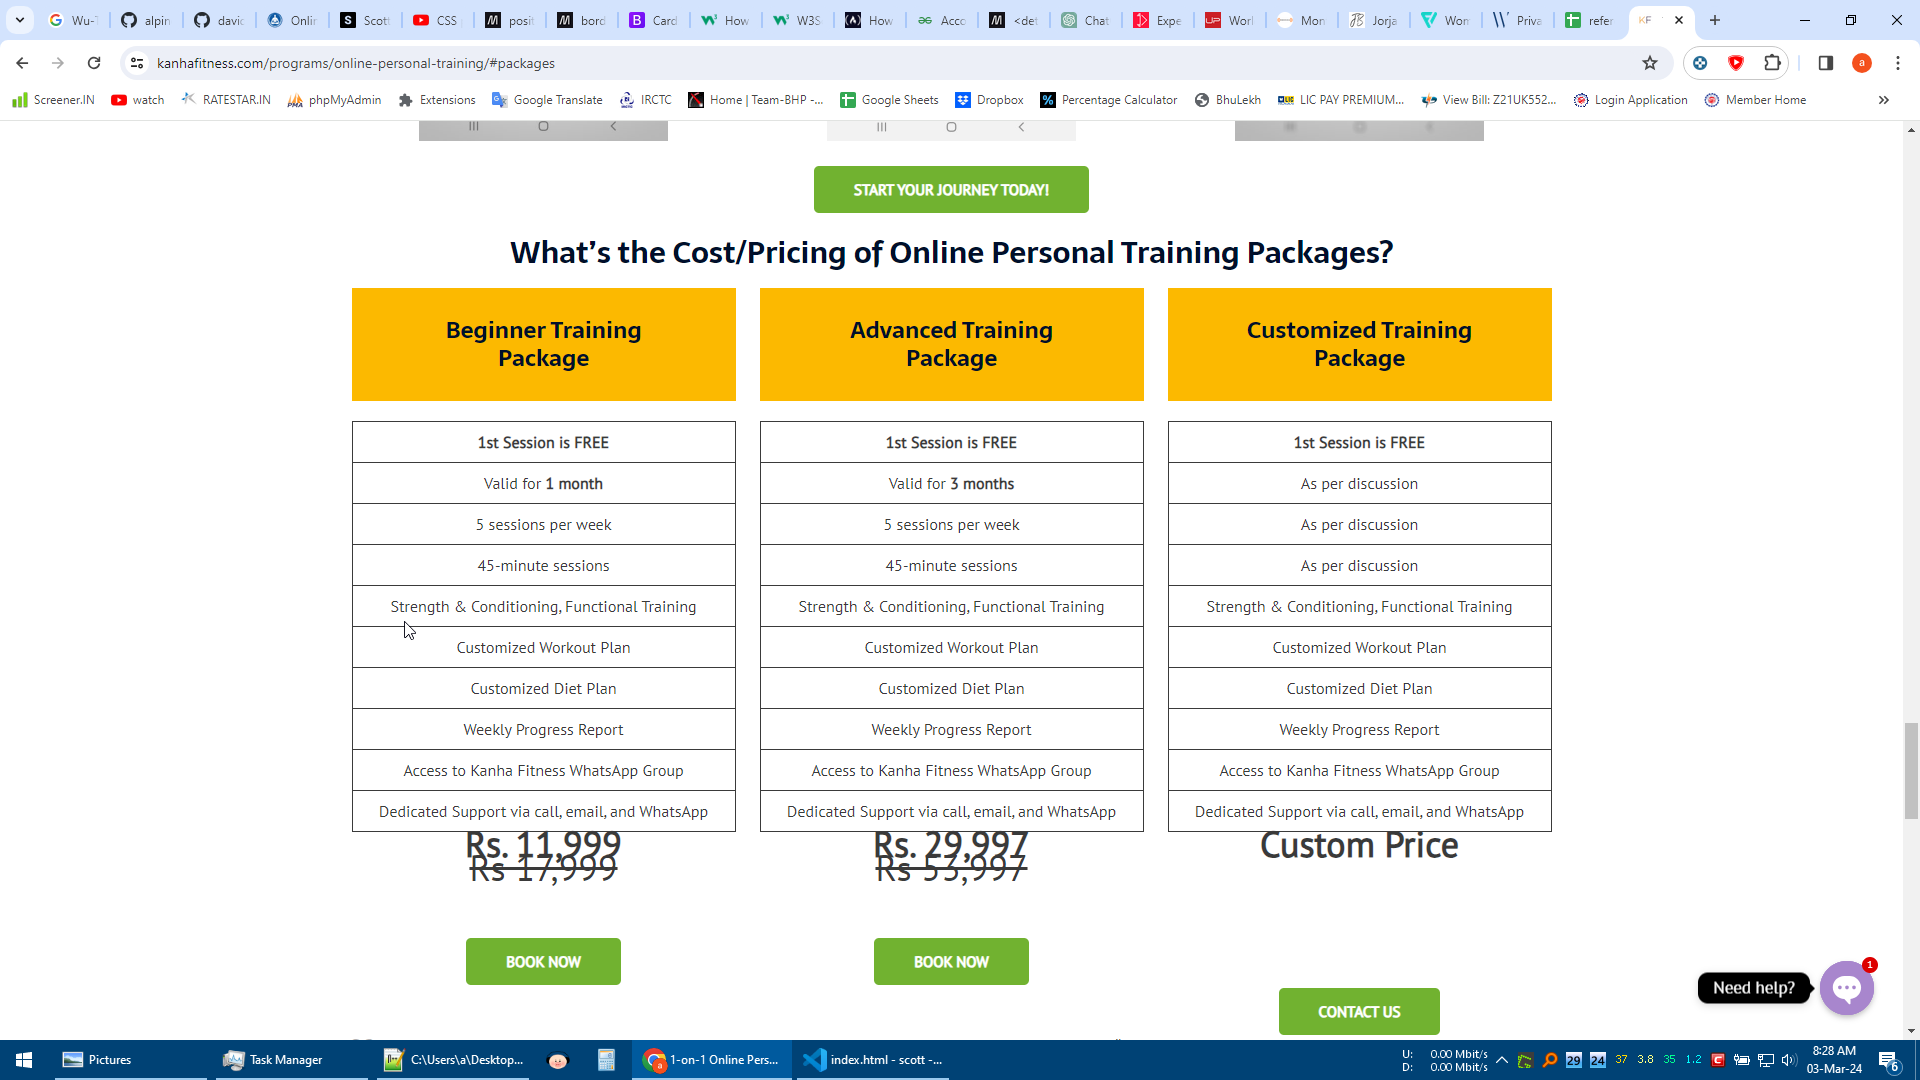 Wu-T
alpin
davic
Onlin
Scott
CSS
posit
bord
Card
How
W3S
How
Acco
<det
Chat
Expe
Worl
Mon
Jorja
Won
Priva
refer
KF
kanhafitness.com/programs/online-personal-training/#packages
Screener.IN
watch
RATESTAR.IN
phpMyAdmin
Extensions
Google Translate
IRCTC
Home | Team-BHP -...
Google Sheets
Dropbox
Percentage Calculator
BhuLekh
LIC PAY PREMIUM...
View Bill: Z21UK552...
Login Application
Member Home
START YOUR JOURNEY TODAY!
What’s the Cost/Pricing of Online Personal Training Packages?
Beginner Training
Package
1st Session is FREE
Valid for 1 month
5 sessions per week
45-minute sessions
Strength & Conditioning, Functional Training
Customized Workout Plan
Customized Diet Plan
Weekly Progress Report
Access to Kanha Fitness WhatsApp Group
Dedicated Support via call, email, and WhatsApp
Rs. 11,999
Rs 17,999
BOOK NOW
Advanced Training
Package
1st Session is FREE
Valid for 3 months
5 sessions per week
45-minute sessions
Strength & Conditioning, Functional Training
Customized Workout Plan
Customized Diet Plan
Weekly Progress Report
Access to Kanha Fitness WhatsApp Group
Dedicated Support via call, email, and WhatsApp
Rs. 29,997
Rs 53,997
BOOK NOW
Customized Training
Package
1st Session is FREE
As per discussion
As per discussion
As per discussion
Strength & Conditioning, Functional Training
Customized Workout Plan
Customized Diet Plan
Weekly Progress Report
Access to Kanha Fitness WhatsApp Group
Dedicated Support via call, email, and WhatsApp
Custom Price
CONTACT US
Need help?
1
Pictures
Task Manager
C:\Users\a\Desktop...
1-on-1 Online Pers...
index.html - scott -...
U: 0.00 Mbit/s
D: 0.00 Mbit/s
29
24
37
3.8
35
1.2
8:28 AM
03-Mar-24
6